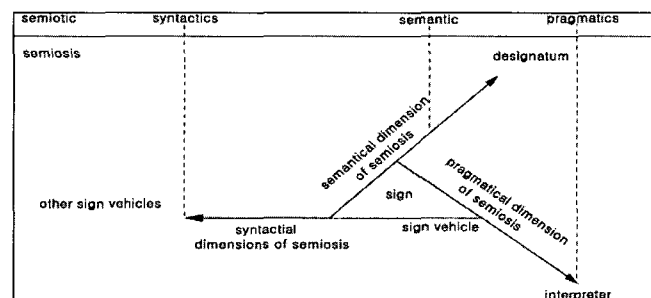 semiotic syntactics semantic pragmatics
semiosis
designatum
semantical dimension
of semiosis
pragmatical dimension
of semiosis
sign
other sign vehicles
syntactial
dimensions of semiosis
sign vehicle
interpreter